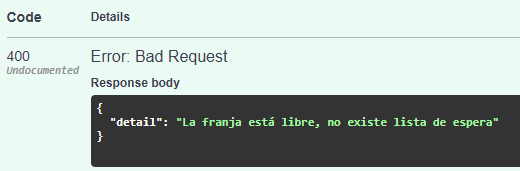 Code Details
400 Error: Bad Request
Undocumented
Response body
{
"detail": "La franja está libre, no existe lista de espera"
}